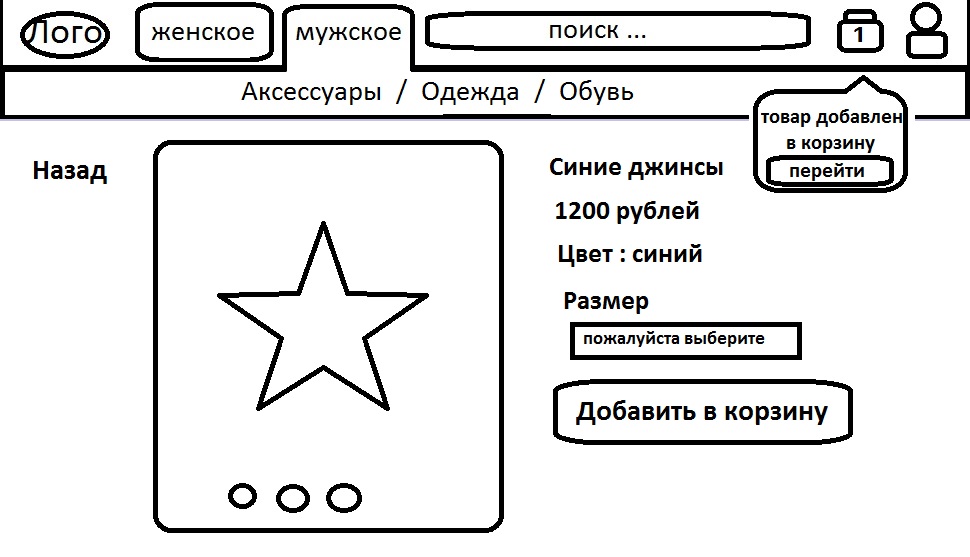 Лого
женское
мужское
поиск ...
1
Аксессуары / Одежда / Обувь
товар добавлен
в корзину
перейти
Назад
Синие джинсы
1200 рублей
Цвет : синий
Размер
пожалуйста выберите
Добавить в корзину